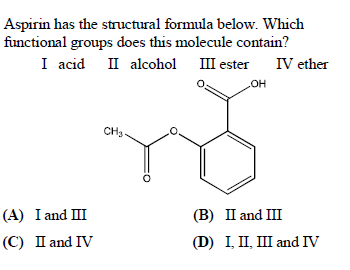 Aspirin has the structural formula below. Which
functional groups does this molecule contain?
I acid II alcohol III ester IV ether
O OH
CH3 O
O
(A) I and III (B) II and III
(C) II and IV (D) I, II, III and IV